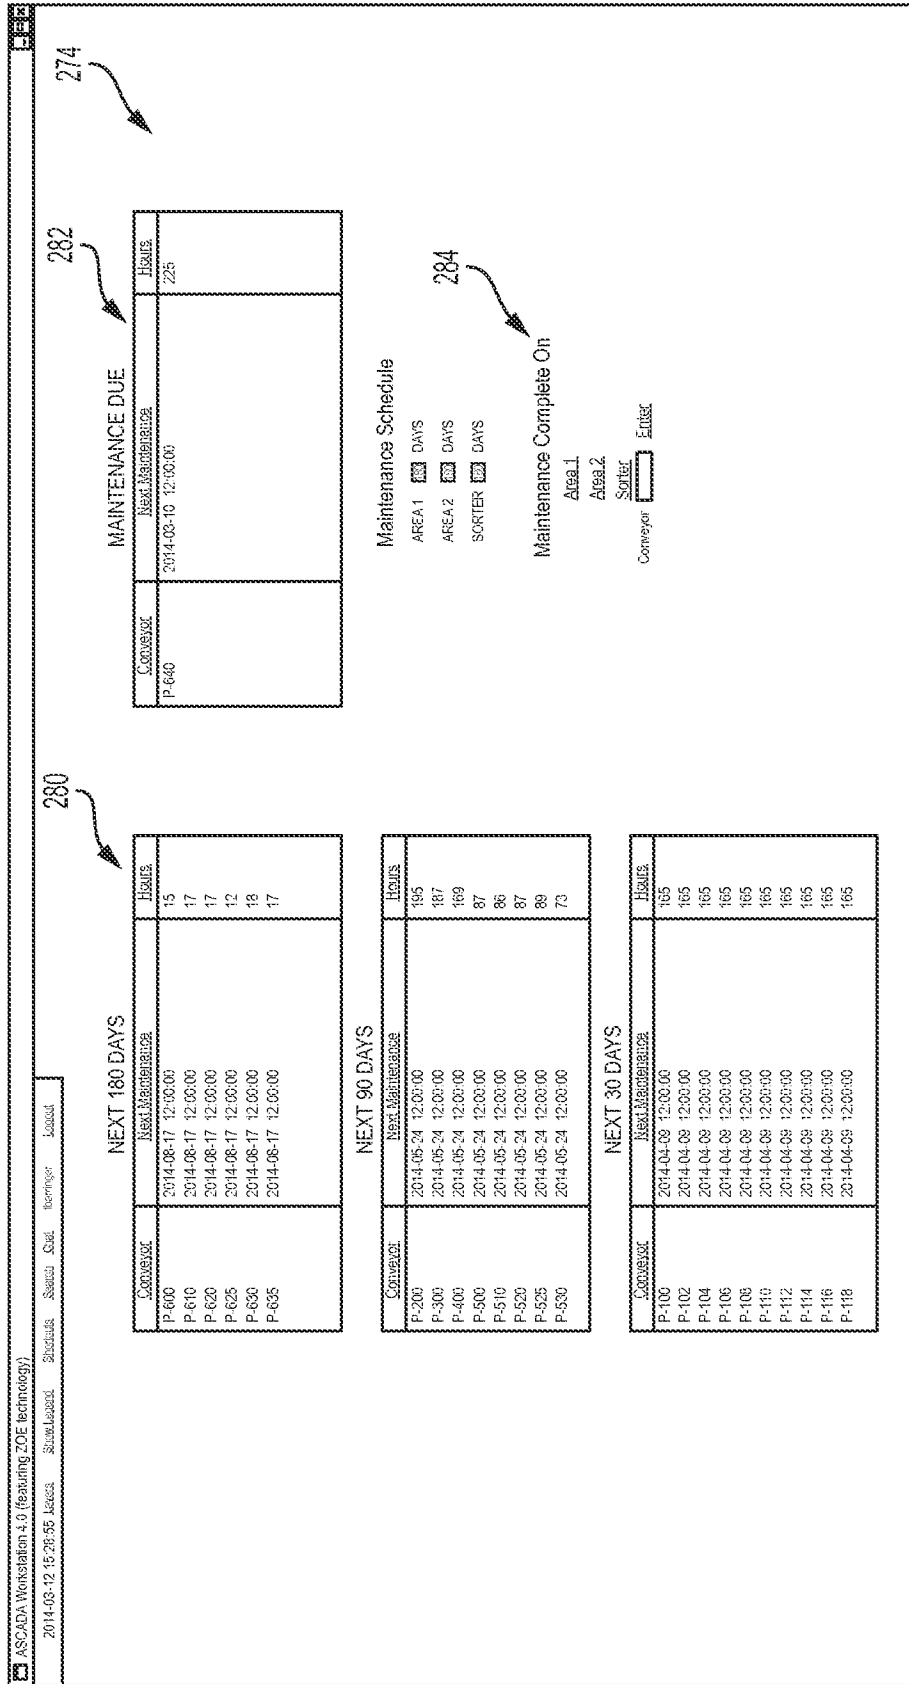 ASCADA Workstation 4.0 (featuring ZOE technology)
2014-03-12 15:28:55 Layers Show Legend Shortcuts Search Chat Logout
280
282
274
NEXT 180 DAYS
Conveyor Next Maintenance Hours
P-600 2014-08-17 12:00:00 15
P-610 2014-08-17 12:00:00 17
P-620 2014-08-17 12:00:00 17
P-625 2014-08-17 12:00:00 12
P-630 2014-08-17 12:00:00 18
P-635 2014-08-17 12:00:00 17
NEXT 90 DAYS
Conveyor Next Maintenance Hours
P-200 2014-05-24 12:00:00 195
P-300 2014-05-24 12:00:00 187
P-400 2014-05-24 12:00:00 169
P-500 2014-05-24 12:00:00 87
P-510 2014-05-24 12:00:00 86
P-520 2014-05-24 12:00:00 87
P-525 2014-05-24 12:00:00 89
P-530 2014-05-24 12:00:00 73
NEXT 30 DAYS
Conveyor Next Maintenance Hours
P-100 2014-04-09 12:00:00 165
P-102 2014-04-09 12:00:00 165
P-104 2014-04-09 12:00:00 165
P-106 2014-04-09 12:00:00 165
P-108 2014-04-09 12:00:00 165
P-110 2014-04-09 12:00:00 165
P-112 2014-04-09 12:00:00 165
P-114 2014-04-09 12:00:00 165
P-116 2014-04-09 12:00:00 165
P-118 2014-04-09 12:00:00 165
MAINTENANCE DUE
Conveyor Next Maintenance Hours
P-640 2014-03-10 12:00:00 225
Maintenance Schedule
AREA 1 DAYS
AREA 2 DAYS
SORTER DAYS
284
Maintenance Complete On
Area 1
Area 2
Sorter
Conveyor Enter